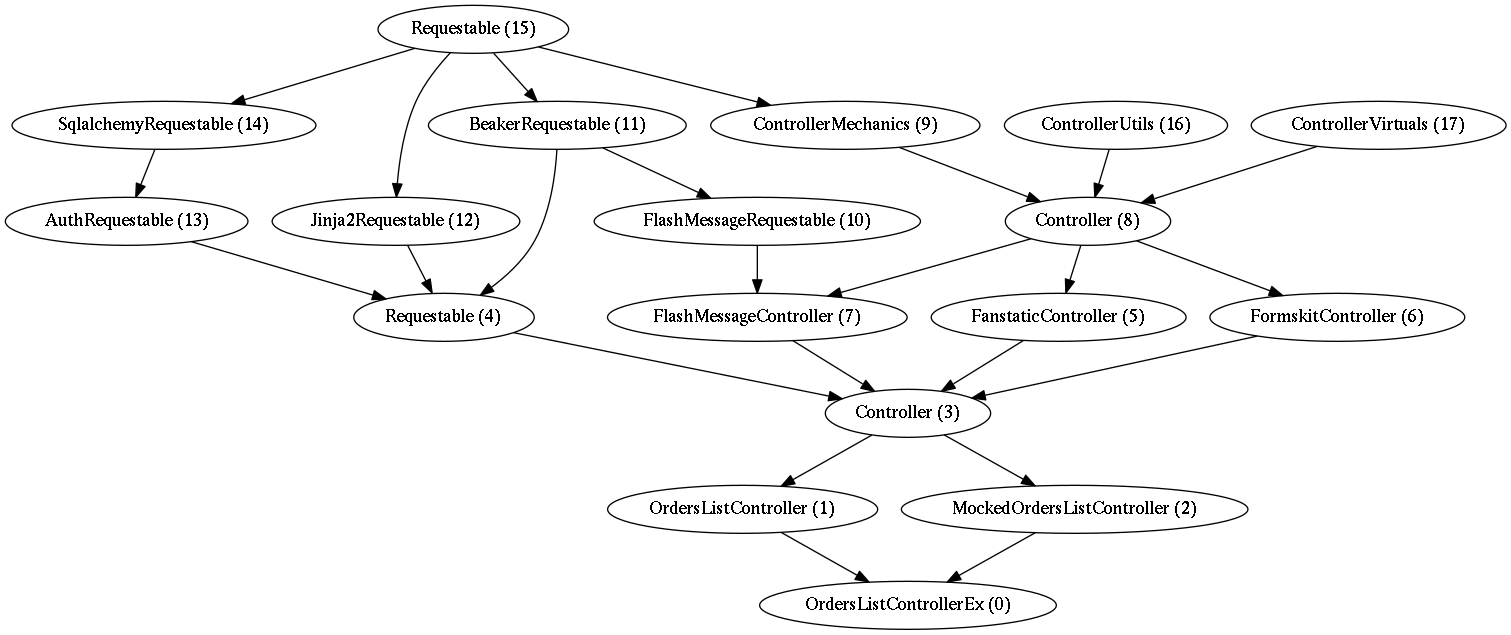 Requestable (15)
SqlalchemyRequestable (14)
BeakerRequestable (11)
ControllerMechanics (9)
ControllerUtils (16)
ControllerVirtuals (17)
AuthRequestable (13)
Jinja2Requestable (12)
FlashMessageRequestable (10)
Controller (8)
Requestable (4)
FlashMessageController (7)
FanstaticController (5)
FormskitController (6)
Controller (3)
OrdersListController (1)
MockedOrdersListController (2)
OrdersListControllerEx (0)